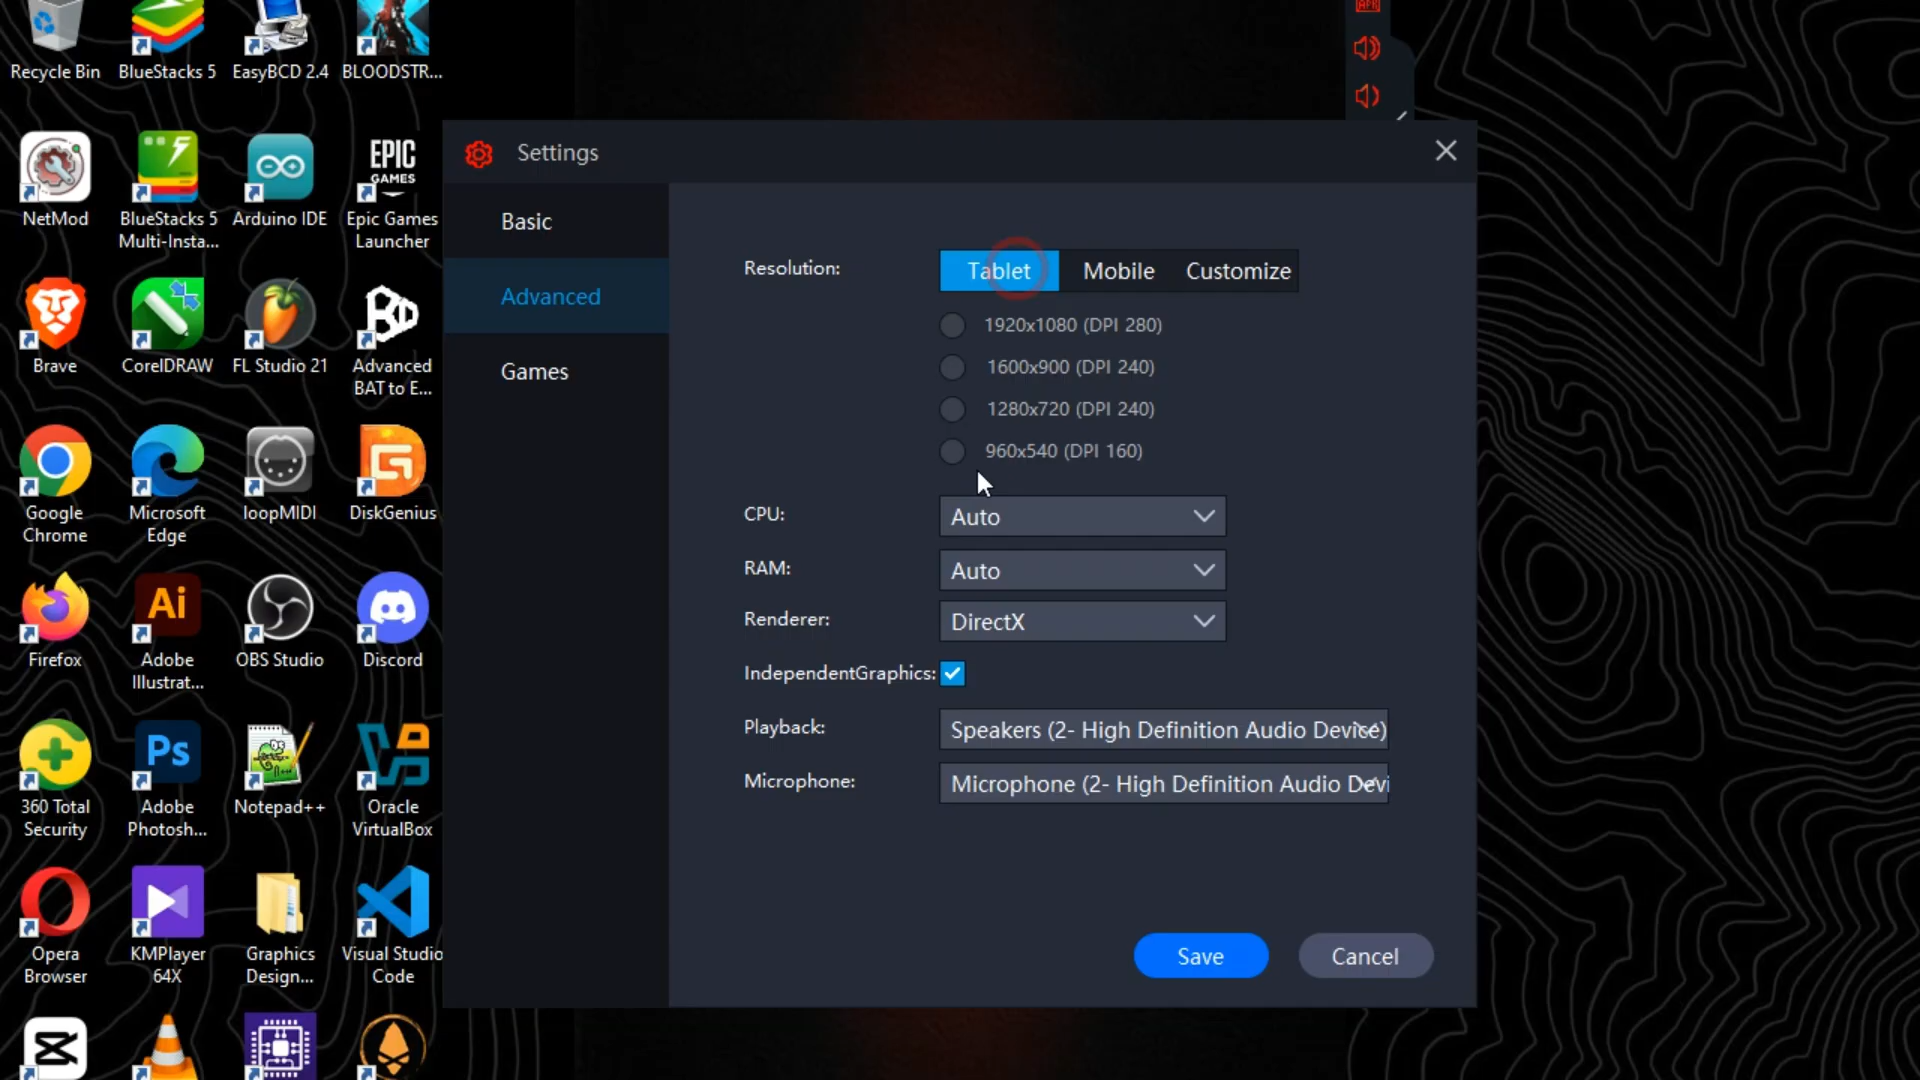 Recycle Bin
BlueStacks 5
EasyBCD 2.4
BLOODSTR...
NetMod
BlueStacks 5
Multi-Insta...
Arduino IDE
EPIC
GAMES
Epic Games
Launcher
Brave
CorelDRAW
FL Studio 21
Advanced
BAT to E...
Google
Chrome
Microsoft
Edge
loopMIDI
DiskGenius
Firefox
Ai
Adobe
Illustrat...
OBS Studio
Discord
360 Total
Security
Ps
Adobe
Photosh...
Notepad++
Oracle
VirtualBox
Opera
Browser
KMPlayer
64X
Graphics
Design...
Visual Studio
Code
APK
Settings
Basic
Advanced
Games
Resolution:
Tablet
Mobile
Customize
1920x1080 (DPI 280)
1600x900 (DPI 240)
1280x720 (DPI 240)
960x540 (DPI 160)
CPU:
Auto
RAM:
Auto
Renderer:
DirectX
IndependentGraphics:
Playback:
Speakers (2- High Definition Audio Device)
Microphone:
Microphone (2- High Definition Audio Devi
Save
Cancel